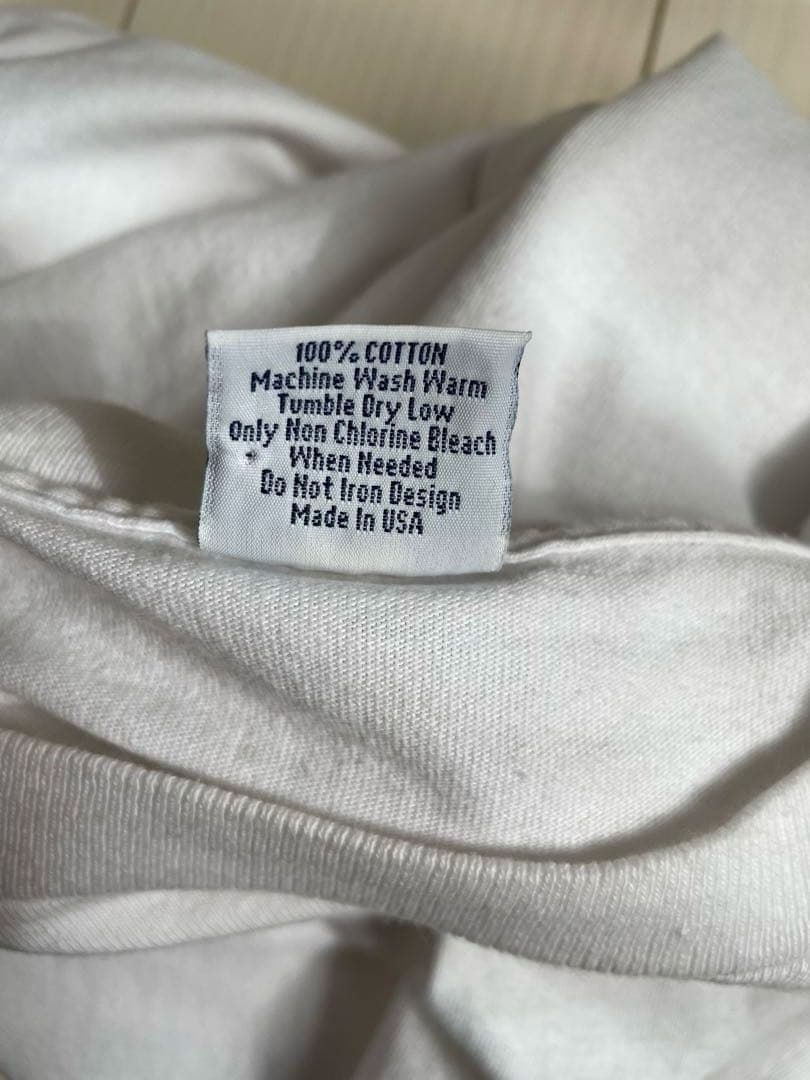 100% COTTON
Machine Wash Warm
Tumble Dry Low
Only Non Chlorine Bleach
When Needed
Do Not Iron Design
Made In USA